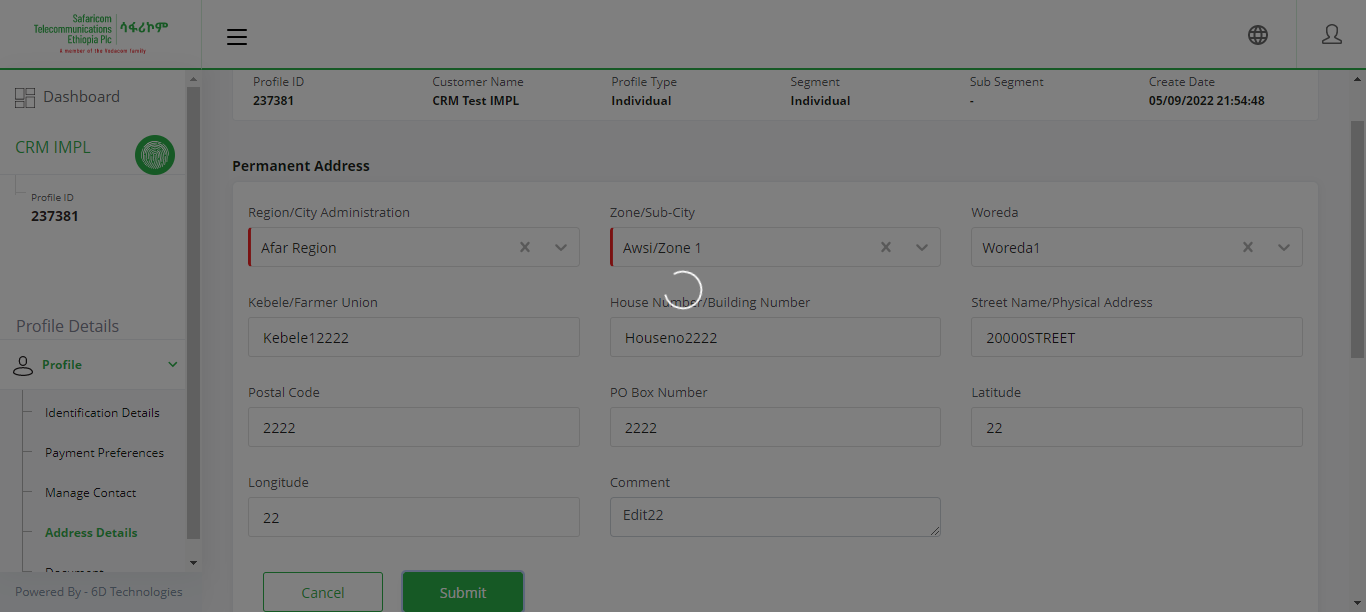 Safaricom
Telecommunications
Ethiopia Plc
ሳፋሪኮም
A member of the Vodacom family
Profile ID
Customer Name
Profile Type
Segment
Sub Segment
Create Date
237381
CRM Test IMPL
Individual
Individual
-
05/09/2022 21:54:48
Dashboard
CRM IMPL
Profile ID
237381
Profile Details
Profile
Identification Details
Payment Preferences
Manage Contact
Address Details
Document
Powered By - 6D Technologies
Permanent Address
Region/City Administration
Zone/Sub-City
Woreda
Afar Region
Awsi/Zone 1
Woreda1
Kebele/Farmer Union
House Number/Building Number
Street Name/Physical Address
Kebele12222
Houseno2222
20000STREET
Postal Code
PO Box Number
Latitude
2222
2222
22
Longitude
Comment
22
Edit22
Cancel
Submit